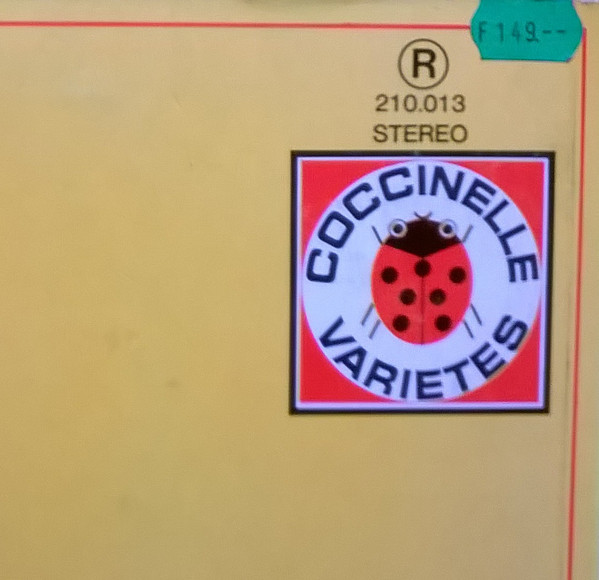 F 149.--
R
210.013
STEREO
COCCINELLE
VARIETES